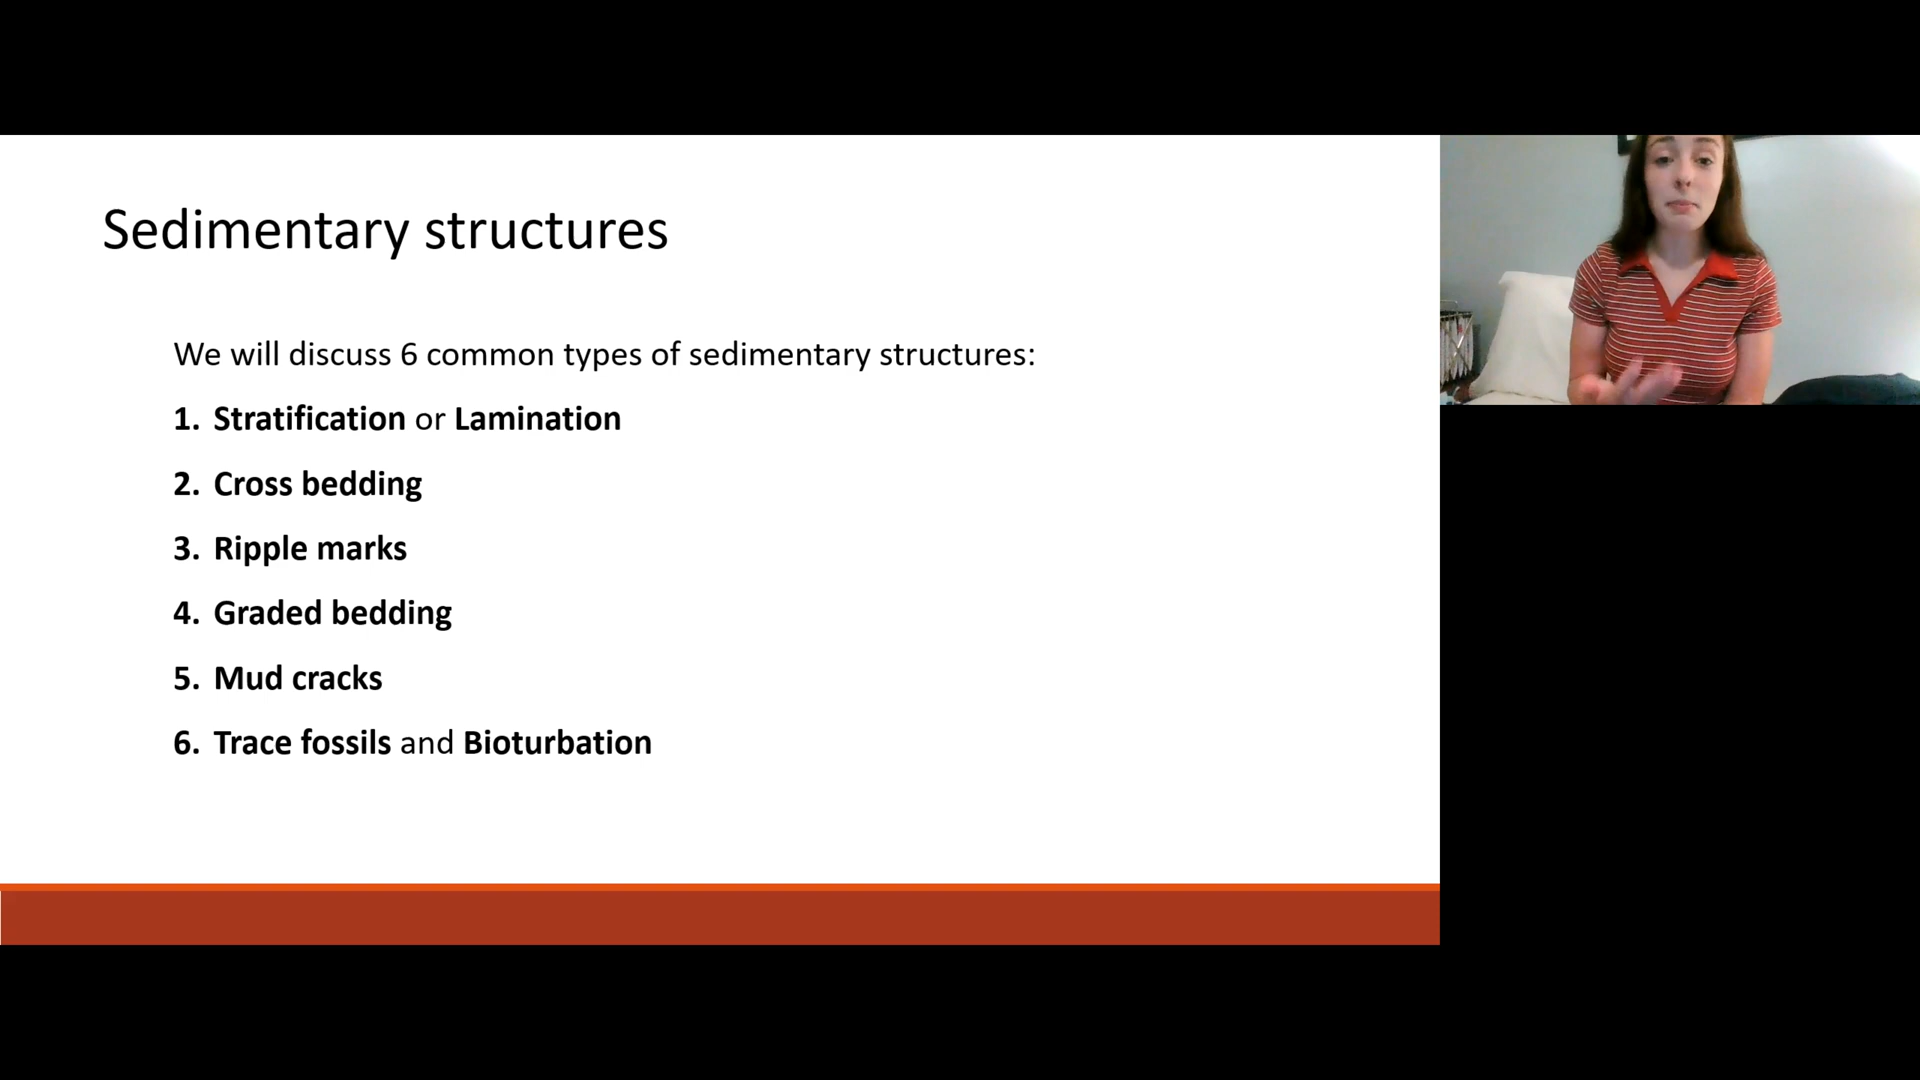 Sedimentary structures
We will discuss 6 common types of sedimentary structures:
1. Stratification or Lamination
2. Cross bedding
3. Ripple marks
4. Graded bedding
5. Mud cracks
6. Trace fossils and Bioturbation